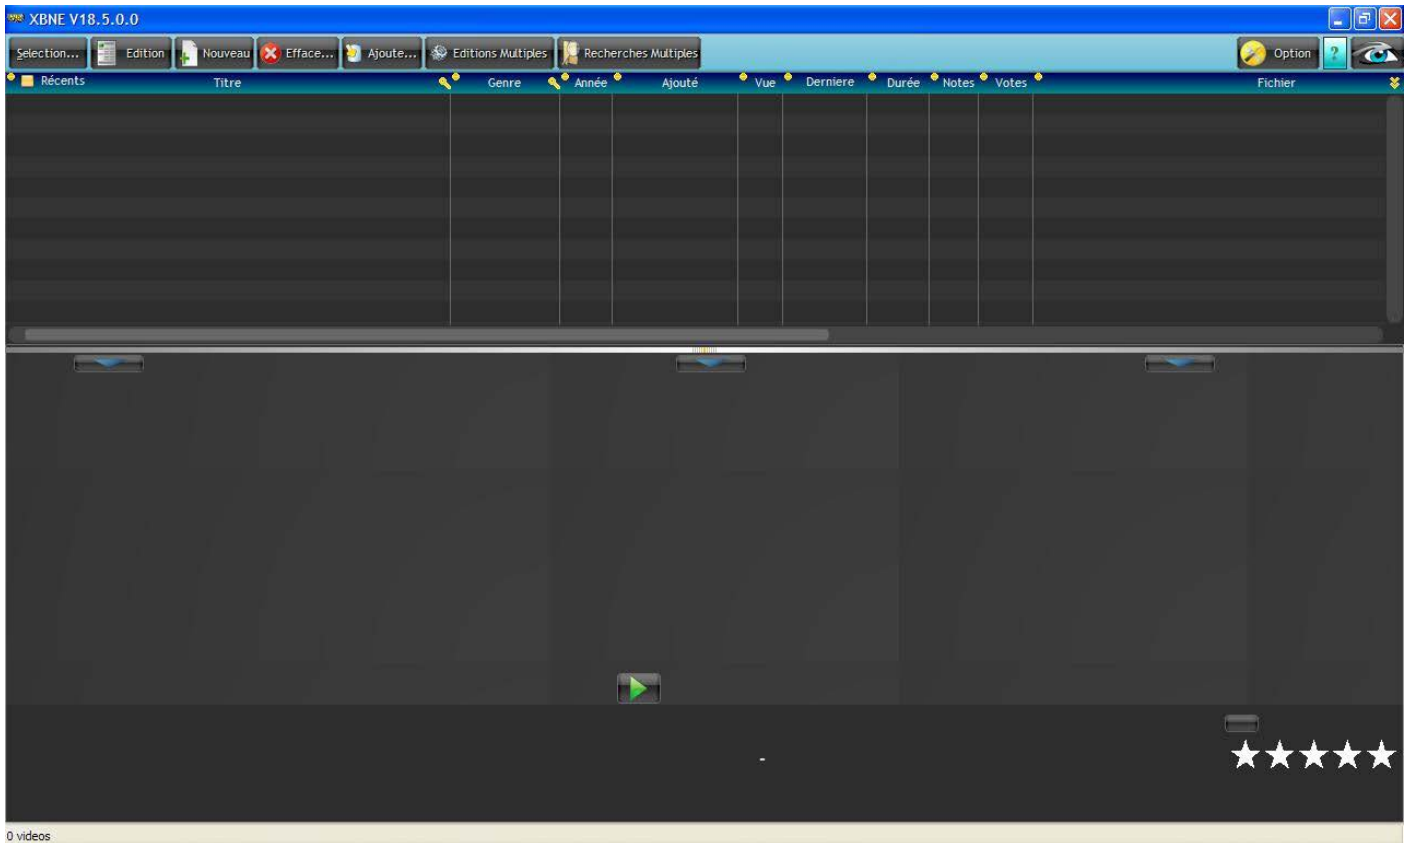 XBNE V18.5.0.0
Selection... Edition Nouveau Efface... Ajoute... Editions Multiples Recherches Multiples Option ?
Récents Titre Genre Année Ajouté Vue Derniere Durée Notes Votes Fichier
-
0 videos